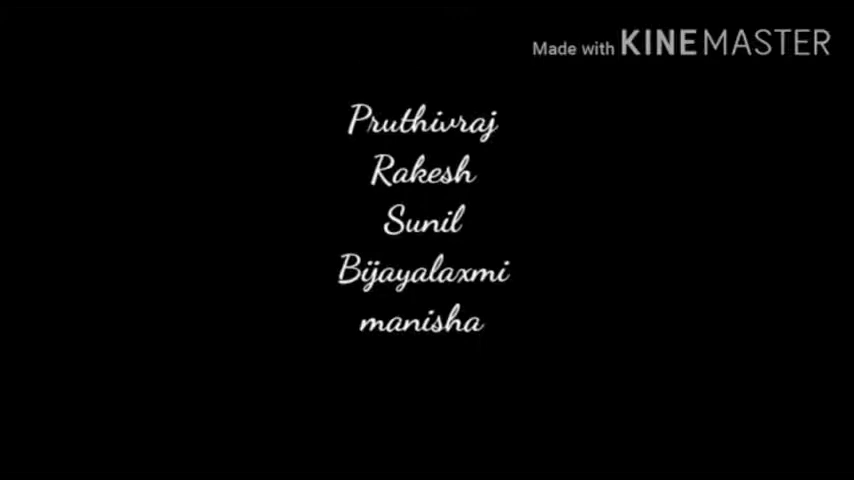 Made with KINEMASTER
Pruthivraj
Rakesh
Sunil
Bijayalaxmi
manisha